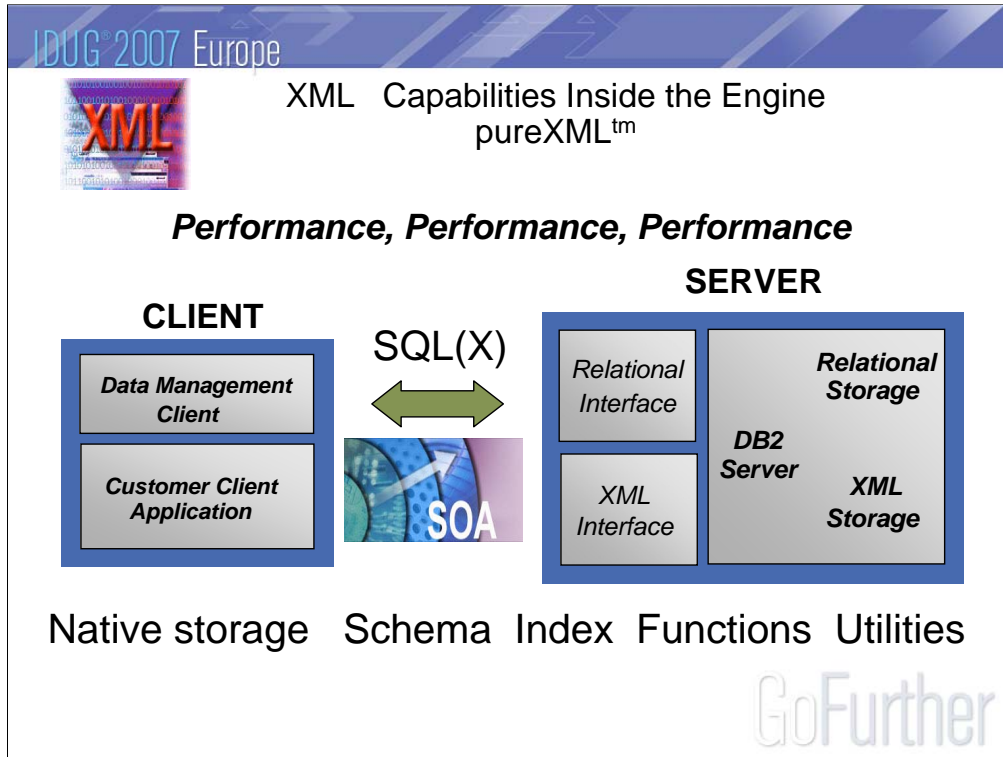 IDUG® 2007 Europe
XML
XML Capabilities Inside the Engine
pureXMLtm
Performance, Performance, Performance
CLIENT
Data Management
Client
Customer Client
Application
SQL(X)
SOA
SERVER
Relational
Interface
XML
Interface
DB2
Server
Relational
Storage
XML
Storage
Native storage Schema Index Functions Utilities
GoFurther